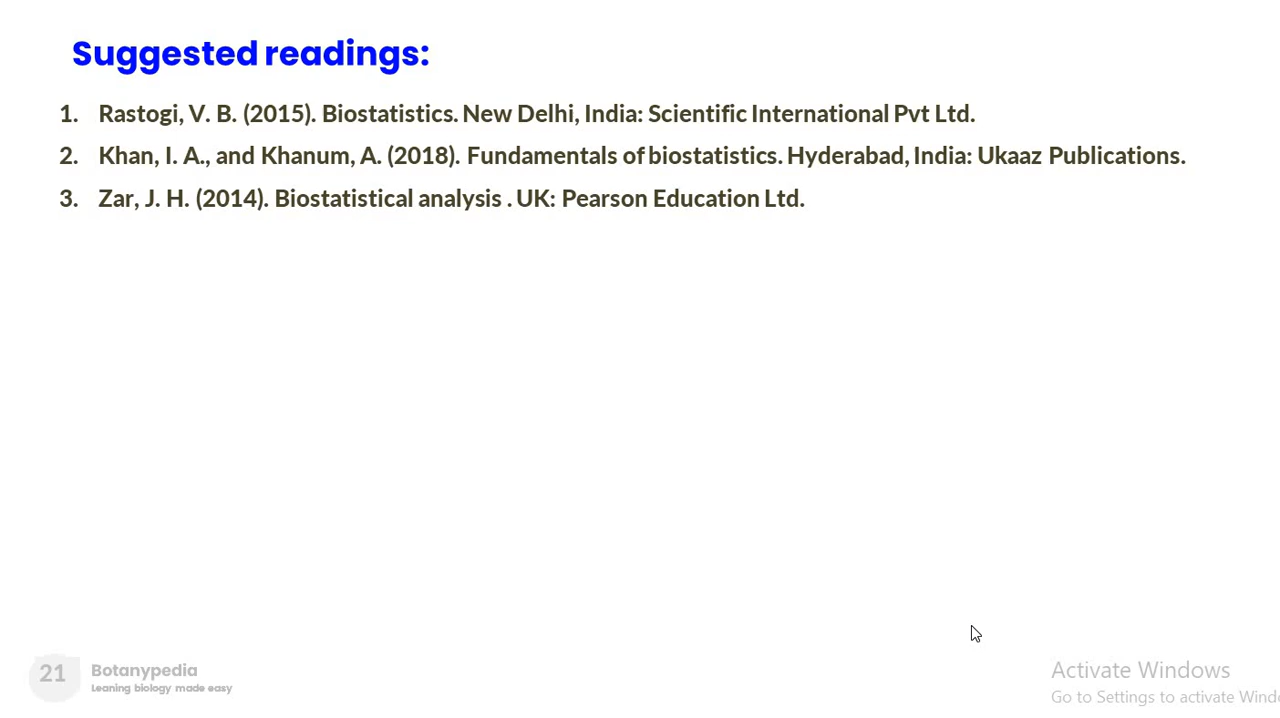 Suggested readings:
1. Rastogi, V. B. (2015). Biostatistics. New Delhi, India: Scientific International Pvt Ltd.
2. Khan, I. A., and Khanum, A. (2018). Fundamentals of biostatistics. Hyderabad, India: Ukaaz Publications.
3. Zar, J. H. (2014). Biostatistical analysis . UK: Pearson Education Ltd.
21
Botanypedia
Leaning biology made easy
Activate Windows
Go to Settings to activate Windo